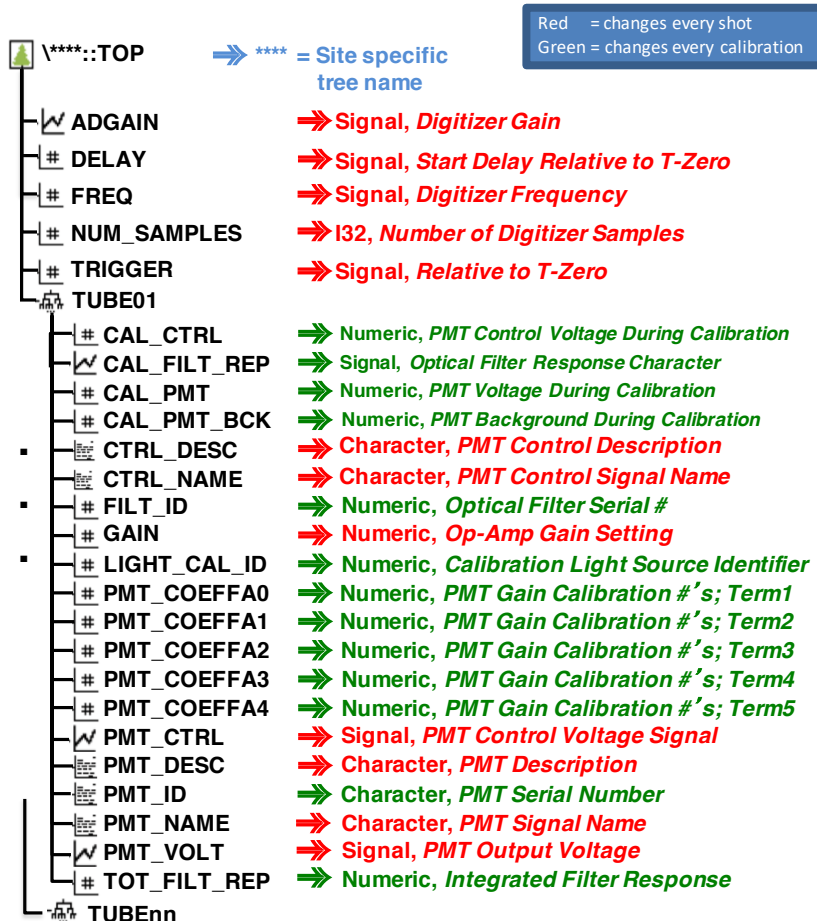 Red = changes every shot
Green = changes every calibration
\****::TOP **** = Site specific
tree name
ADGAIN Signal, Digitizer Gain
# DELAY Signal, Start Delay Relative to T-Zero
# FREQ Signal, Digitizer Frequency
# NUM_SAMPLES I32, Number of Digitizer Samples
# TRIGGER Signal, Relative to T-Zero
TUBE01
# CAL_CTRL Numeric, PMT Control Voltage During Calibration
CAL_FILT_REP Signal, Optical Filter Response Character
# CAL_PMT Numeric, PMT Voltage During Calibration
# CAL_PMT_BCK Numeric, PMT Background During Calibration
CTRL_DESC Character, PMT Control Description
CTRL_NAME Character, PMT Control Signal Name
# FILT_ID Numeric, Optical Filter Serial #
# GAIN Numeric, Op-Amp Gain Setting
# LIGHT_CAL_ID Numeric, Calibration Light Source Identifier
# PMT_COEFFA0 Numeric, PMT Gain Calibration #’s; Term1
# PMT_COEFFA1 Numeric, PMT Gain Calibration #’s; Term2
# PMT_COEFFA2 Numeric, PMT Gain Calibration #’s; Term3
# PMT_COEFFA3 Numeric, PMT Gain Calibration #’s; Term4
# PMT_COEFFA4 Numeric, PMT Gain Calibration #’s; Term5
PMT_CTRL Signal, PMT Control Voltage Signal
PMT_DESC Character, PMT Description
PMT_ID Character, PMT Serial Number
PMT_NAME Character, PMT Signal Name
PMT_VOLT Signal, PMT Output Voltage
# TOT_FILT_REP Numeric, Integrated Filter Response
TUBEnn